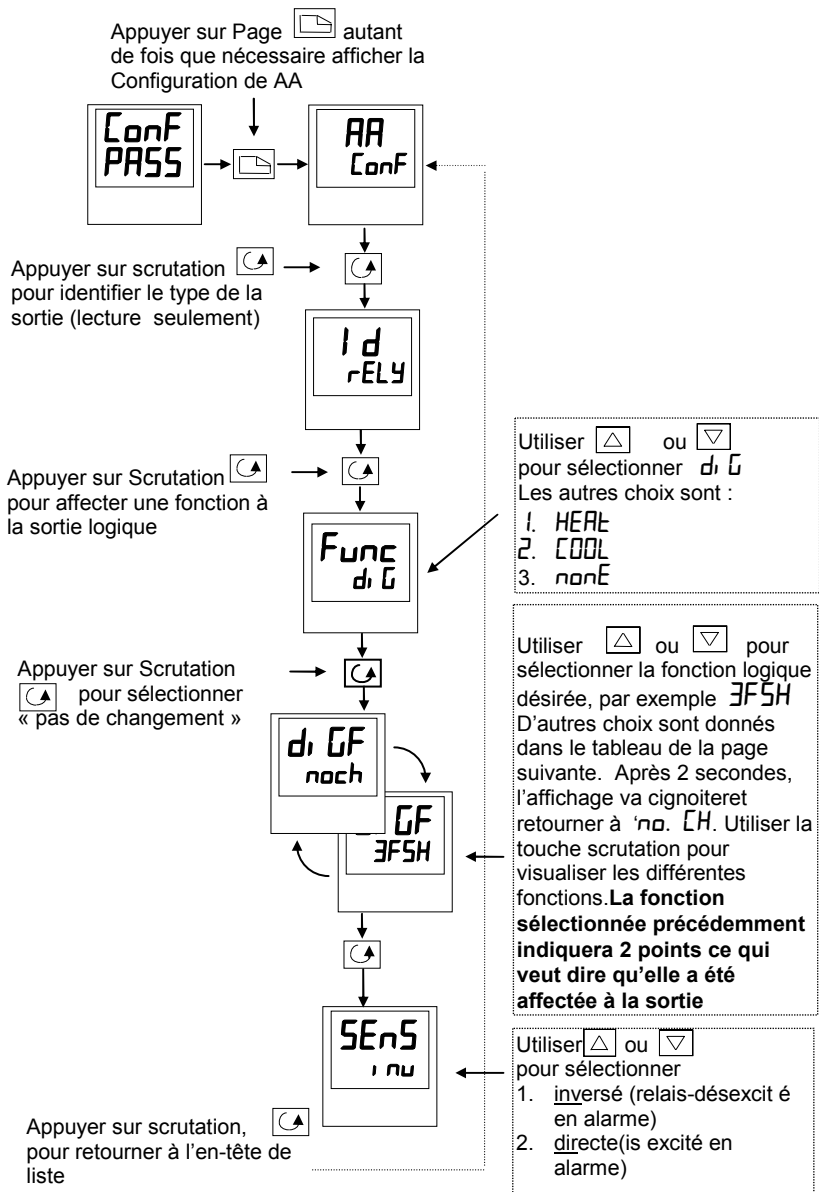 Appuyer sur Page autant
de fois que nécessaire afficher la
Configuration de AA
ConF
PASS
AA
ConF
Appuyer sur scrutation
pour identifier le type de la
sortie (lecture seulement)
Id
rELY
Appuyer sur Scrutation
pour affecter une fonction à
la sortie logique
Func
diG
Utiliser ou
pour sélectionner diG
Les autres choix sont :
1. HEAt
2. COOL
3. nonE
Appuyer sur Scrutation
pour sélectionner
« pas de changement »
diGF
noch
GF
3FSH
Utiliser ou pour
sélectionner la fonction logique
désirée, par exemple 3FSH
D'autres choix sont donnés
dans le tableau de la page
suivante. Après 2 secondes,
l'affichage va cignoiteret
retourner à ‘no. CH. Utiliser la
touche scrutation pour
visualiser les différentes
fonctions.La fonction
sélectionnée précédemment
indiquera 2 points ce qui
veut dire qu'elle a été
affectée à la sortie
SEnS
inu
Utiliser ou
pour sélectionner
1. inversé (relais-désexcit é
en alarme)
2. directe(is excité en
alarme)
Appuyer sur scrutation,
pour retourner à l'en-tête de
liste